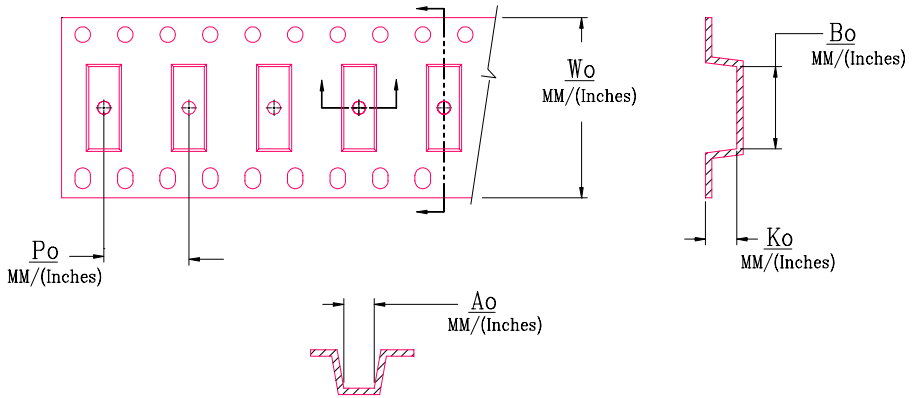 Wo
MM/(Inches)
Bo
MM/(Inches)
Po
MM/(Inches)
Ko
MM/(Inches)
Ao
MM/(Inches)